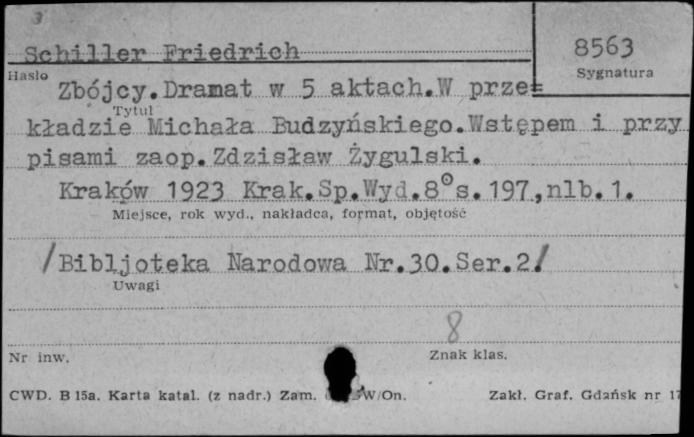 3
Schiller Friedrich
8563
Hasło
Sygnatura
Zbójcy.Dramat w 5 aktach.W prze=
Tytuł
kładzie Michała Budzyńskiego.Wstępem i przy
pisami zaop.Zdzisław Żygulski.
Kraków 1923 Krak.Sp.Wyd.8°s.197,nlb.1.
Miejsce, rok wyd., nakładca, format, objętość
/Bibljoteka Narodowa Nr.30.Ser.2/
Uwagi
8
Nr inw.
Znak klas.
CWD. B 15a. Karta katal. (z nadr.) Zam. W/On.
Zakł. Graf. Gdańsk nr